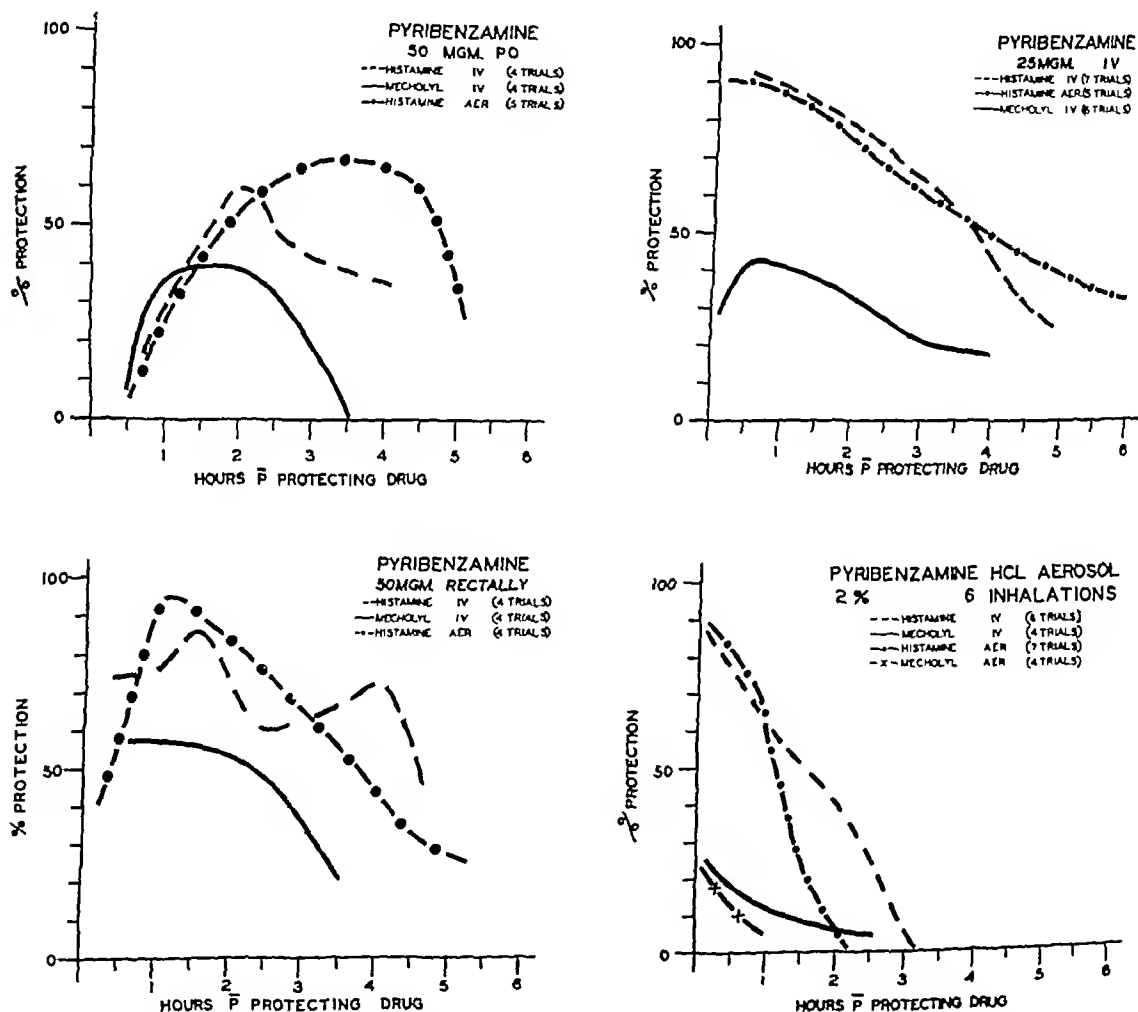 PYRIBENZAMINE
50 MGM. PO
HISTAMINE IV (4 TRIALS)
MECHOLYL IV (4 TRIALS)
HISTAMINE AER (5 TRIALS)
100
50
0
% PROTECTION
1 2 3 4 5 6
HOURS P̄ PROTECTING DRUG
PYRIBENZAMINE
25MGM. IV
HISTAMINE IV (7 TRIALS)
HISTAMINE AER (5 TRIALS)
MECHOLYL IV (6 TRIALS)
100
50
0
% PROTECTION
1 2 3 4 5 6
HOURS P̄ PROTECTING DRUG
PYRIBENZAMINE
50MGM. RECTALLY
HISTAMINE IV (4 TRIALS)
MECHOLYL IV (4 TRIALS)
HISTAMINE AER (4 TRIALS)
100
50
0
% PROTECTION
1 2 3 4 5 6
HOURS P̄ PROTECTING DRUG
PYRIBENZAMINE HCL AEROSOL
2 % 6 INHALATIONS
HISTAMINE IV (6 TRIALS)
MECHOLYL IV (4 TRIALS)
HISTAMINE AER (7 TRIALS)
MECHOLYL AER (4 TRIALS)
100
50
0
% PROTECTION
1 2 3 4 5 6
HOURS P̄ PROTECTING DRUG